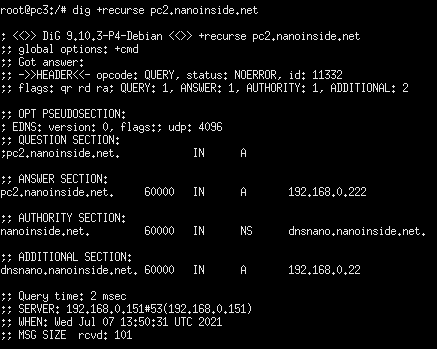 root@pc3:/# dig +recurse pc2.nanoinside.net
; <<>> DiG 9.10.3-P4-Debian <<>> +recurse pc2.nanoinside.net
;; global options: +cmd
;; Got answer:
;; ->>HEADER<<- opcode: QUERY, status: NOERROR, id: 11332
;; flags: qr rd ra; QUERY: 1, ANSWER: 1, AUTHORITY: 1, ADDITIONAL: 2
;; OPT PSEUDOSECTION:
; EDNS: version: 0, flags:; udp: 4096
;; QUESTION SECTION:
;pc2.nanoinside.net. IN A
;; ANSWER SECTION:
pc2.nanoinside.net. 60000 IN A 192.168.0.222
;; AUTHORITY SECTION:
nanoinside.net. 60000 IN NS dnsnano.nanoinside.net.
;; ADDITIONAL SECTION:
dnsnano.nanoinside.net. 60000 IN A 192.168.0.22
;; Query time: 2 msec
;; SERVER: 192.168.0.151#53(192.168.0.151)
;; WHEN: Wed Jul 07 13:50:31 UTC 2021
;; MSG SIZE rcvd: 101